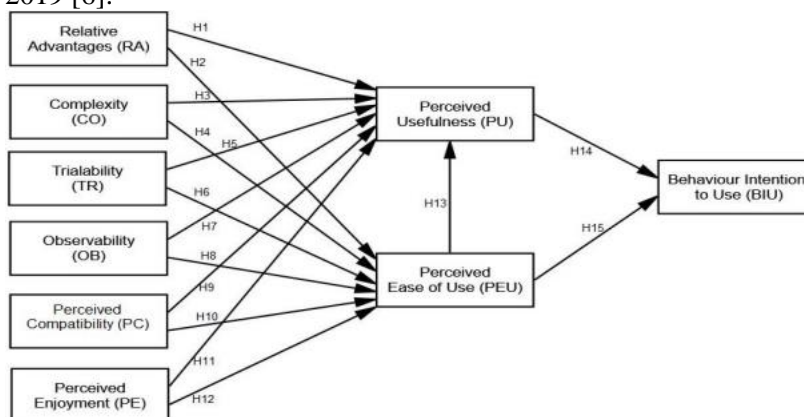 2019 [6].
Relative
Advantages (RA)
Complexity
(CO)
Trialability
(TR)
Observability
(OB)
Perceived
Compatibility (PC)
Perceived
Enjoyment (PE)
H1
H2
H3
H4
H5
H6
H7
H8
H9
H10
H11
H12
Perceived
Usefulness (PU)
H13
Perceived
Ease of Use (PEU)
H14
H15
Behaviour Intention
to Use (BIU)